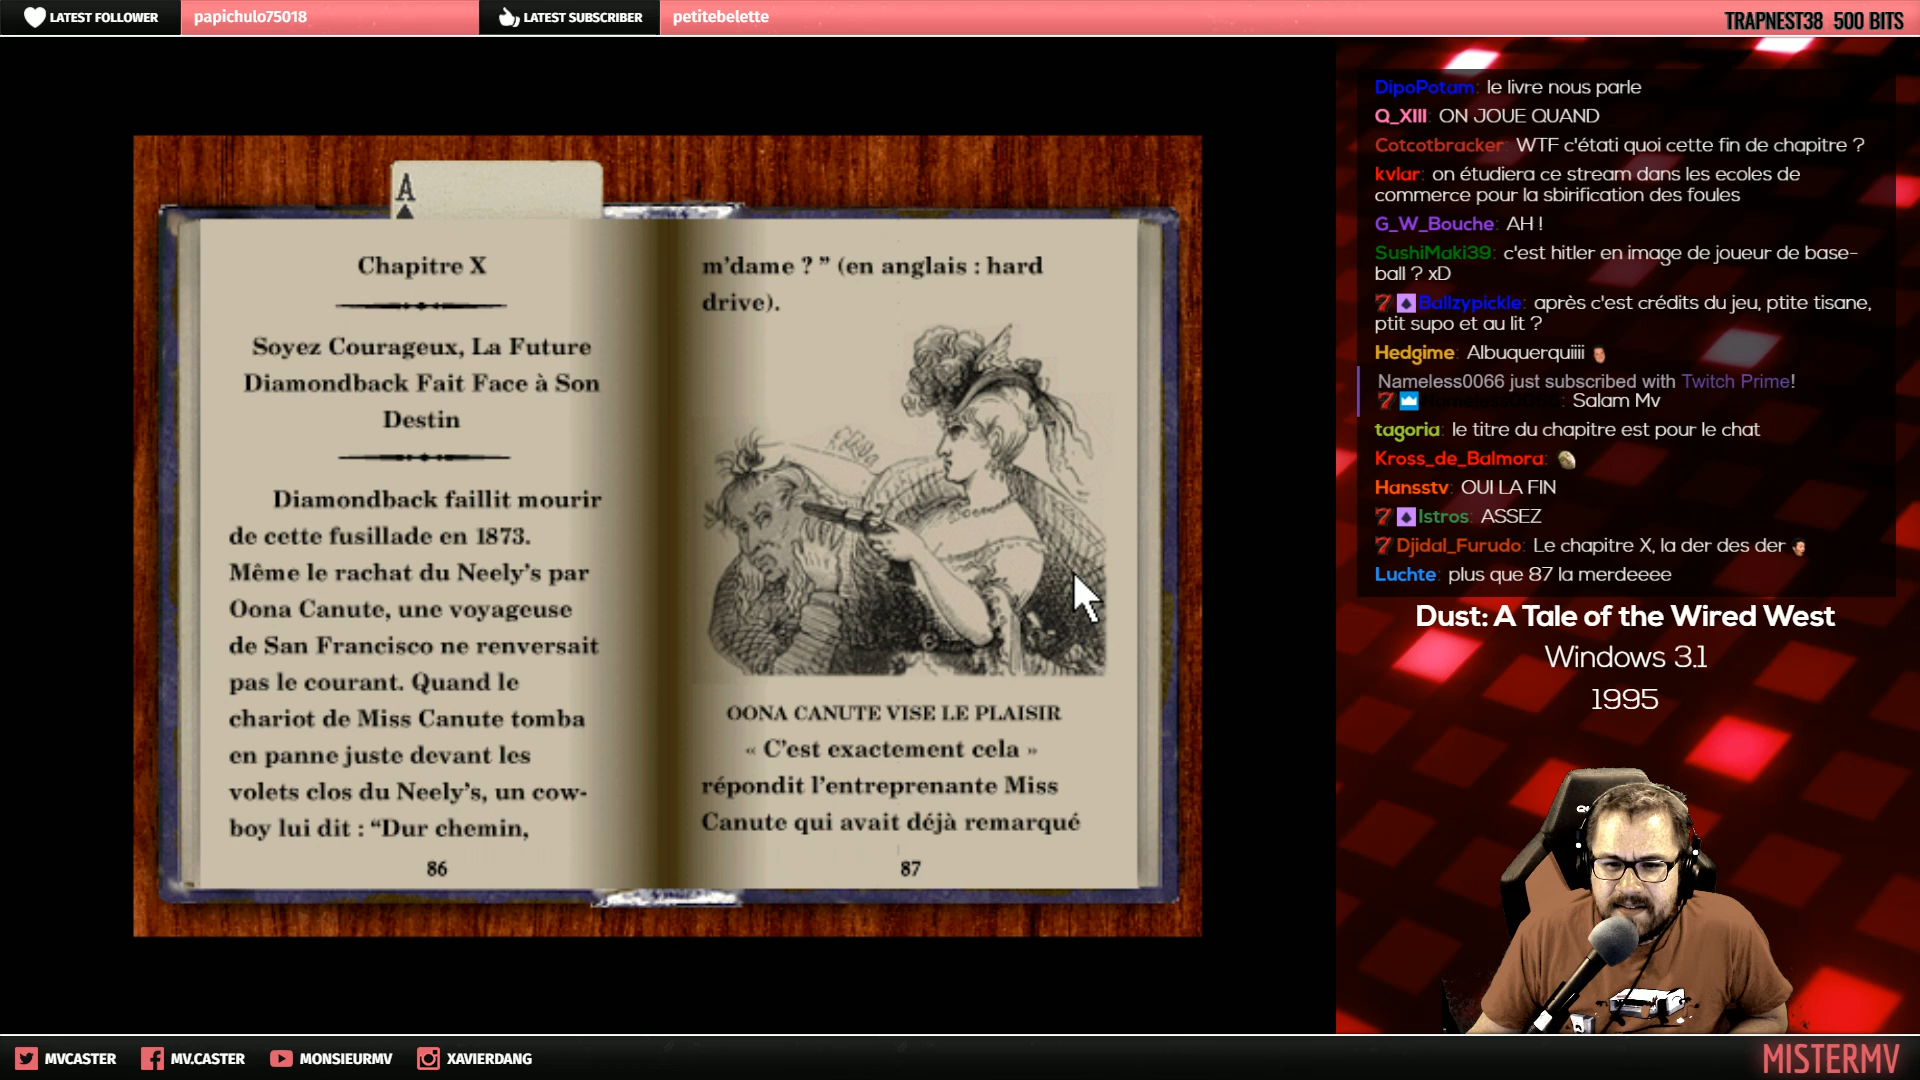 LATEST FOLLOWER papichulo75018 LATEST SUBSCRIBER petitebelette TRAPNEST38 500 BITS
A
Chapitre X
Soyez Courageux, La Future
Diamondback Fait Face à Son
Destin
Diamondback faillit mourir
de cette fusillade en 1873.
Même le rachat du Neely's par
Oona Canute, une voyageuse
de San Francisco ne renversait
pas le courant. Quand le
chariot de Miss Canute tomba
en panne juste devant les
volets clos du Neely's, un cow-
boy lui dit : “Dur chemin,
86
m'dame ? ” (en anglais : hard
drive).
OONA CANUTE VISE LE PLAISIR
« C'est exactement cela »
répondit l'entreprenante Miss
Canute qui avait déjà remarqué
87
DipoPotam: le livre nous parle
Q_XIII: ON JOUE QUAND
Cotcotbracker: WTF c'étati quoi cette fin de chapitre ?
kvlar: on étudiera ce stream dans les ecoles de
commerce pour la sbirification des foules
G_W_Bouche: AH !
SushiMaki39: c'est hitler en image de joueur de base-
ball ? xD
Ballzypickle: après c'est crédits du jeu, ptite tisane,
ptit supo et au lit ?
Hedgime: Albuquerquiiii
Nameless0066 just subscribed with Twitch Prime!
Nameless0066: Salam Mv
tagoria: le titre du chapitre est pour le chat
Kross_de_Balmora:
Hansstv: OUI LA FIN
Istros: ASSEZ
Djidal_Furudo: Le chapitre X, la der des der
Luchte: plus que 87 la merdeeee
Dust: A Tale of the Wired West
Windows 3.1
1995
MVCASTER MV.CASTER MONSIEURMV XAVIERDANG MISTERMV